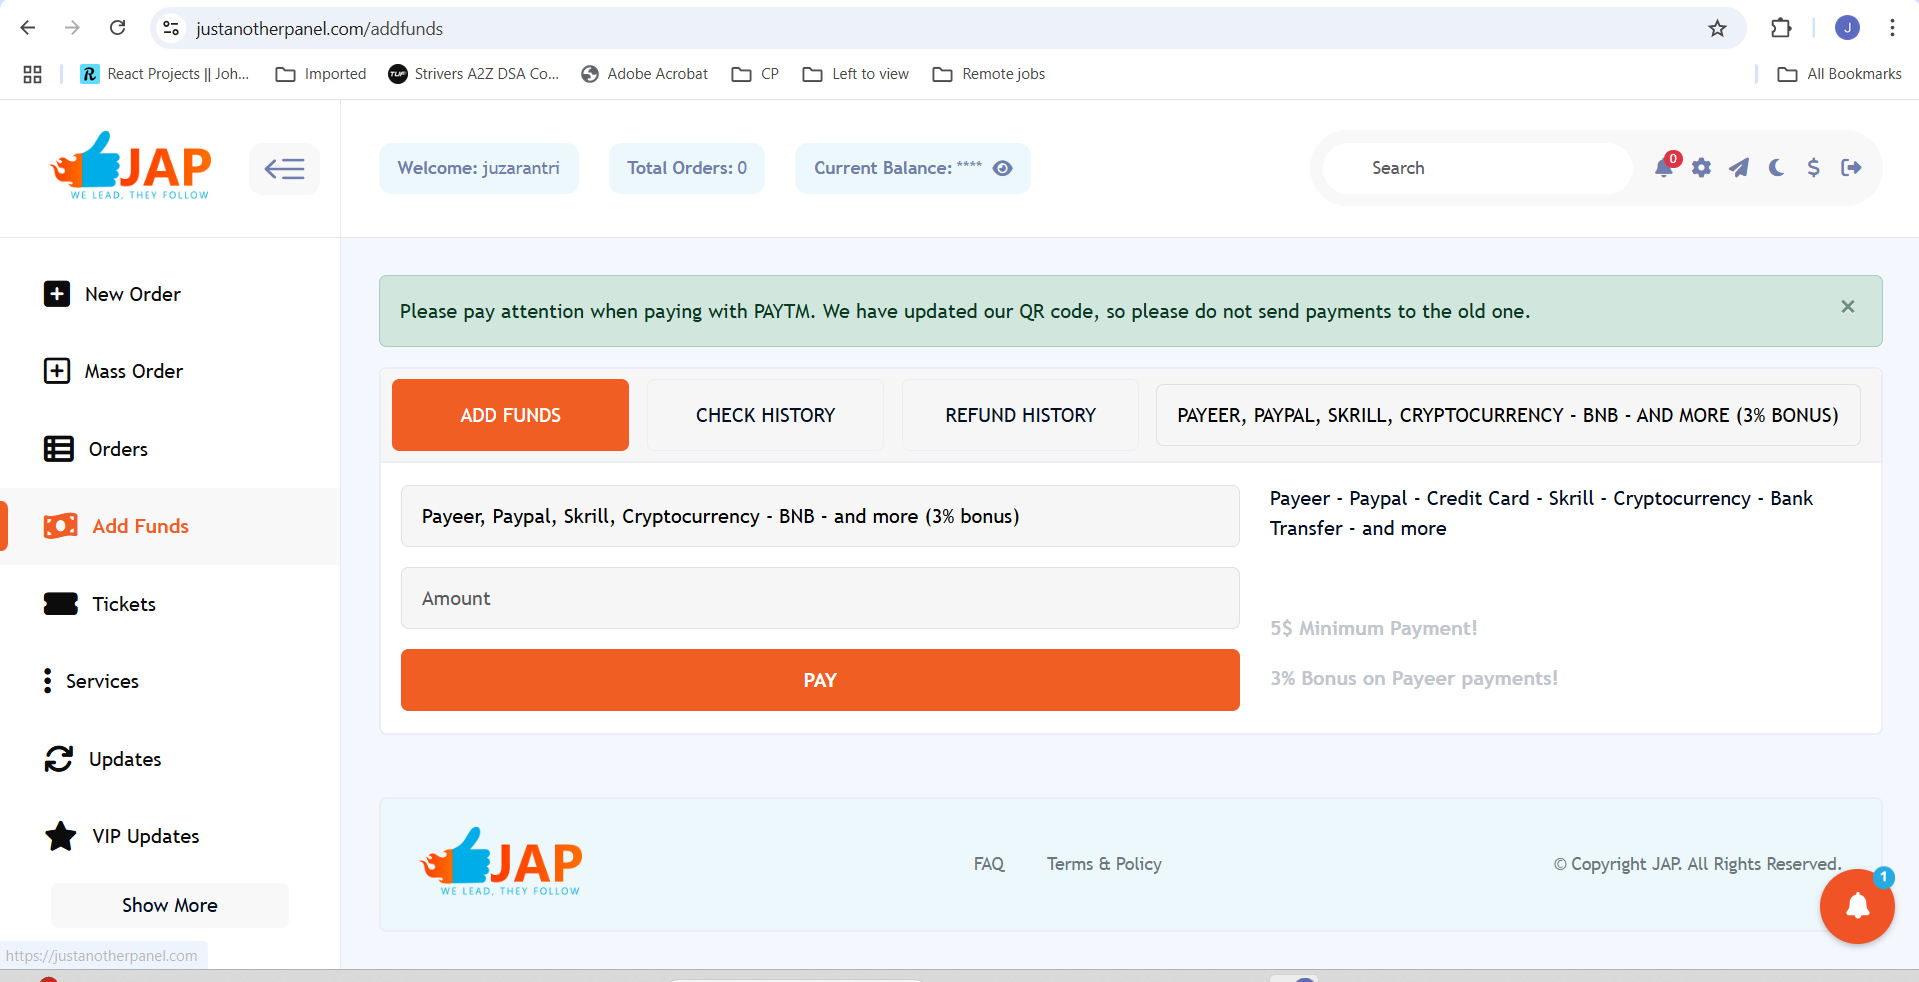 justanotherpanel.com/addfunds
J
React Projects || Joh...
Imported
TUF
Strivers A2Z DSA Co...
Adobe Acrobat
CP
Left to view
Remote jobs
All Bookmarks
JAP
WE LEAD, THEY FOLLOW
Welcome: juzarantri
Total Orders: 0
Current Balance: ****
Search
0
New Order
Mass Order
Orders
Add Funds
Tickets
Services
Updates
VIP Updates
Show More
https://justanotherpanel.com
Please pay attention when paying with PAYTM. We have updated our QR code, so please do not send payments to the old one.
×
ADD FUNDS
CHECK HISTORY
REFUND HISTORY
PAYEER, PAYPAL, SKRILL, CRYPTOCURRENCY - BNB - AND MORE (3% BONUS)
Payeer, Paypal, Skrill, Cryptocurrency - BNB - and more (3% bonus)
Amount
PAY
Payeer - Paypal - Credit Card - Skrill - Cryptocurrency - Bank
Transfer - and more
5$ Minimum Payment!
3% Bonus on Payeer payments!
JAP
WE LEAD, THEY FOLLOW
FAQ
Terms & Policy
© Copyright JAP. All Rights Reserved.
1